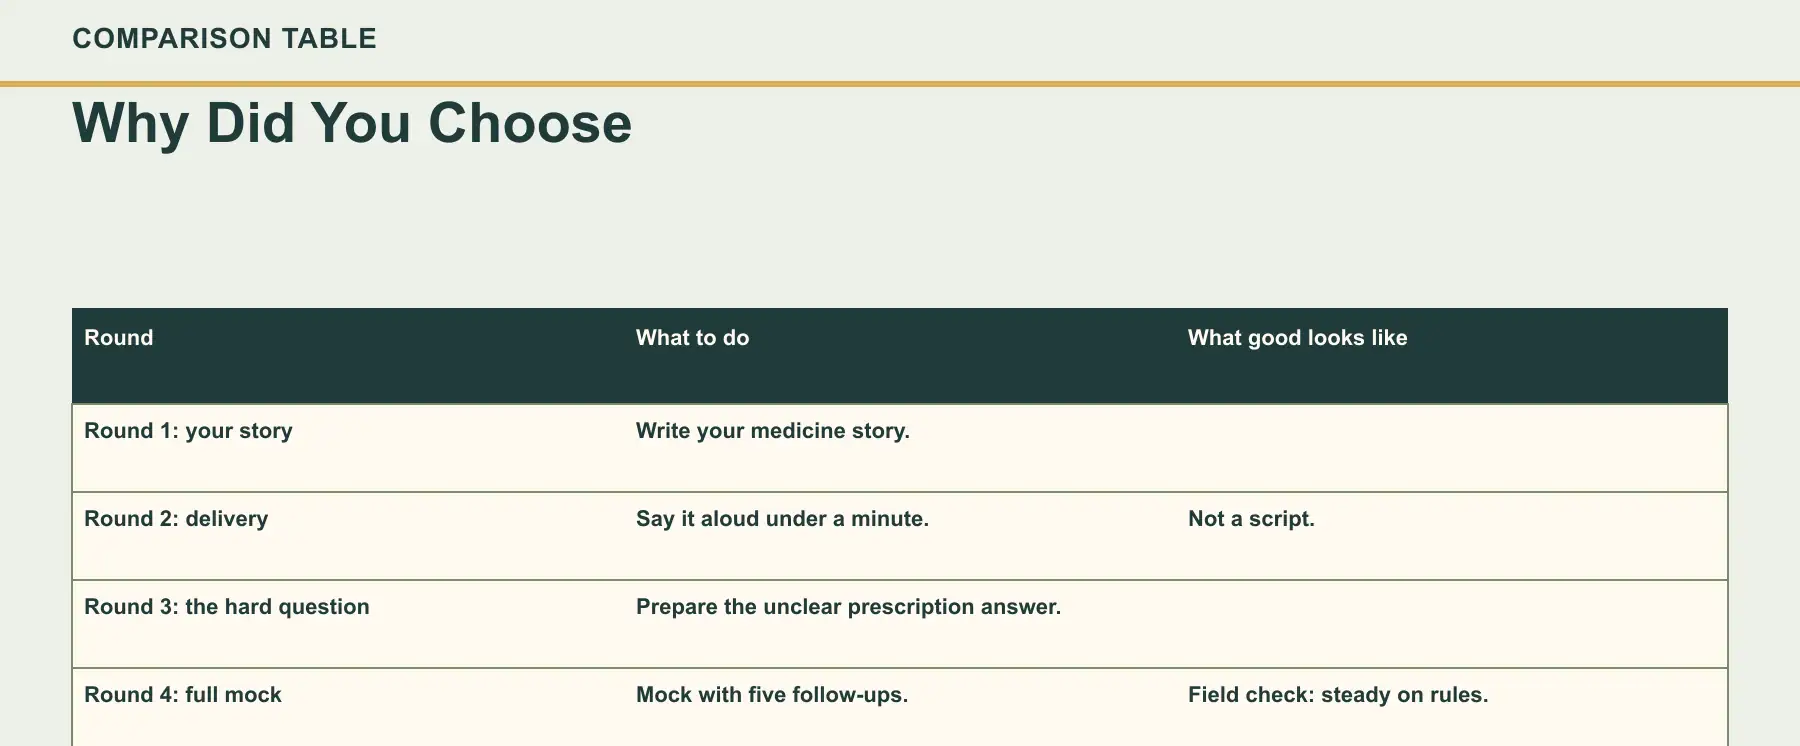 COMPARISON TABLE
Why Did You Choose
Round What to do What good looks like
Round 1: your story Write your medicine story.
Round 2: delivery Say it aloud under a minute. Not a script.
Round 3: the hard question Prepare the unclear prescription answer.
Round 4: full mock Mock with five follow-ups. Field check: steady on rules.